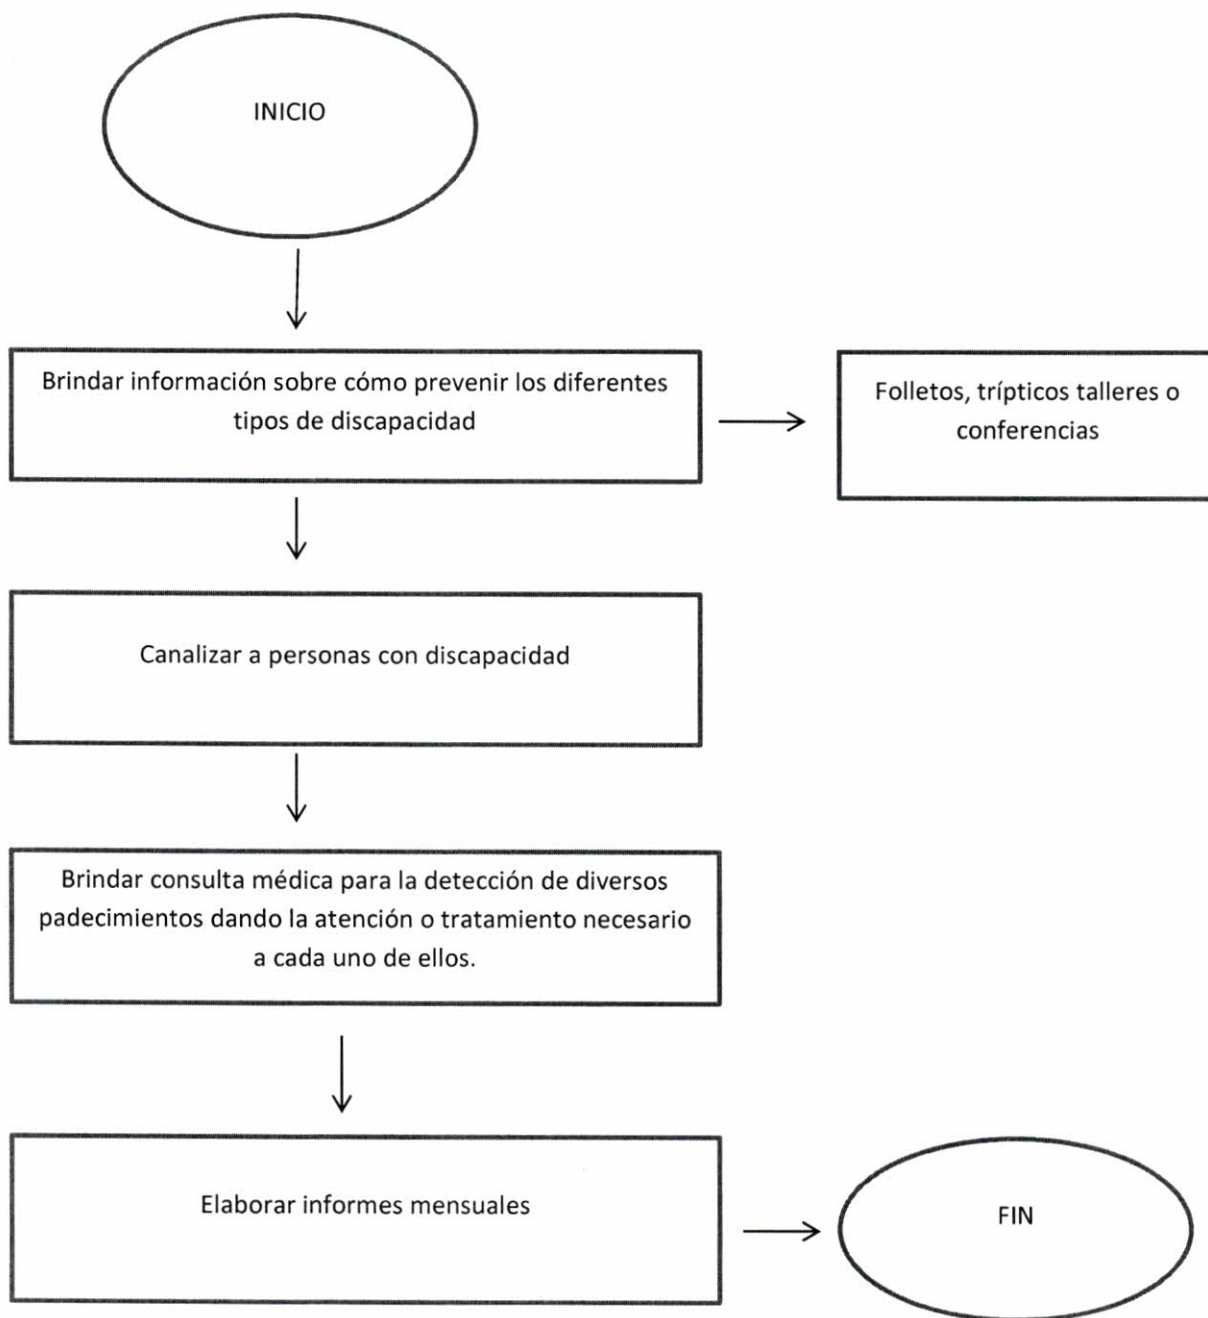 INICIO
Brindar información sobre cómo prevenir los diferentes
tipos de discapacidad
Folletos, trípticos talleres o
conferencias
Canalizar a personas con discapacidad
Brindar consulta médica para la detección de diversos
padecimientos dando la atención o tratamiento necesario
a cada uno de ellos.
Elaborar informes mensuales
FIN